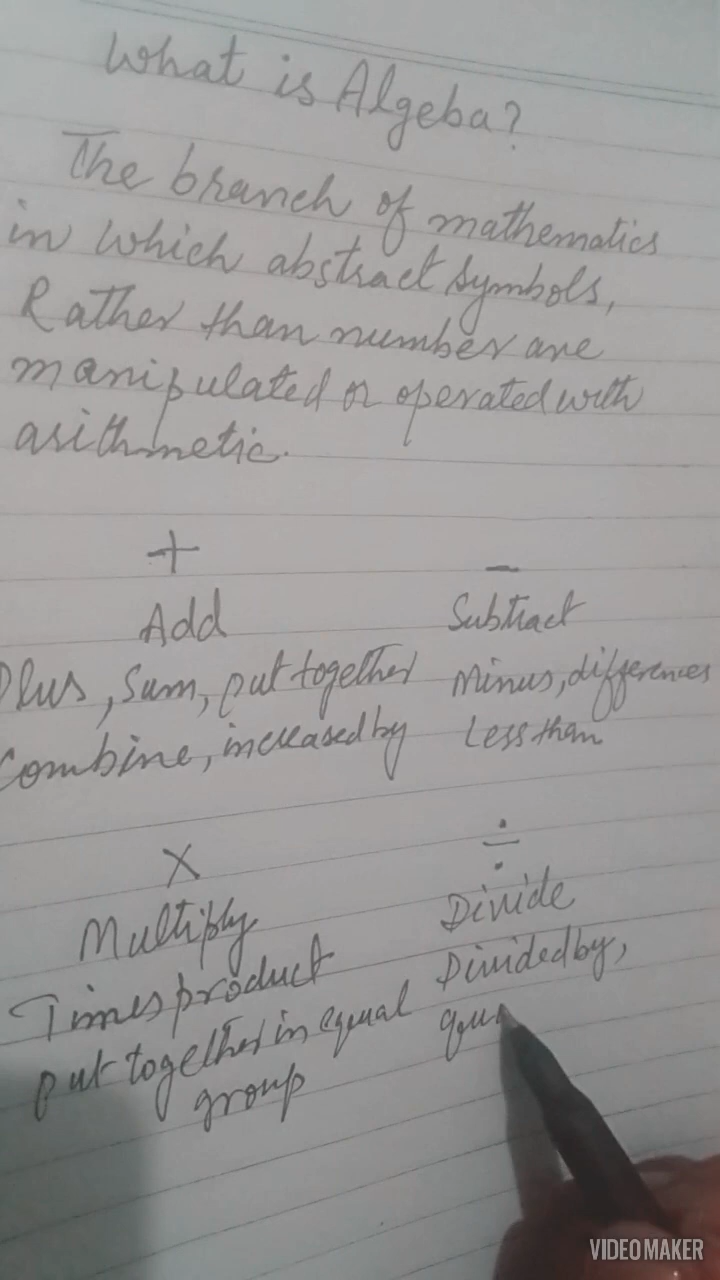 What is Algeba?
The branch of mathematics
in which abstract symbols,
Rather than number are
manipulated or operated with
arithmetic.
+ −
Add Subtract
Plus, Sum, put together Minus, differences
Combine, increased by Less than
× ÷
Multiply Divide
Times product Divided by,
put together in equal
group
VIDEO MAKER